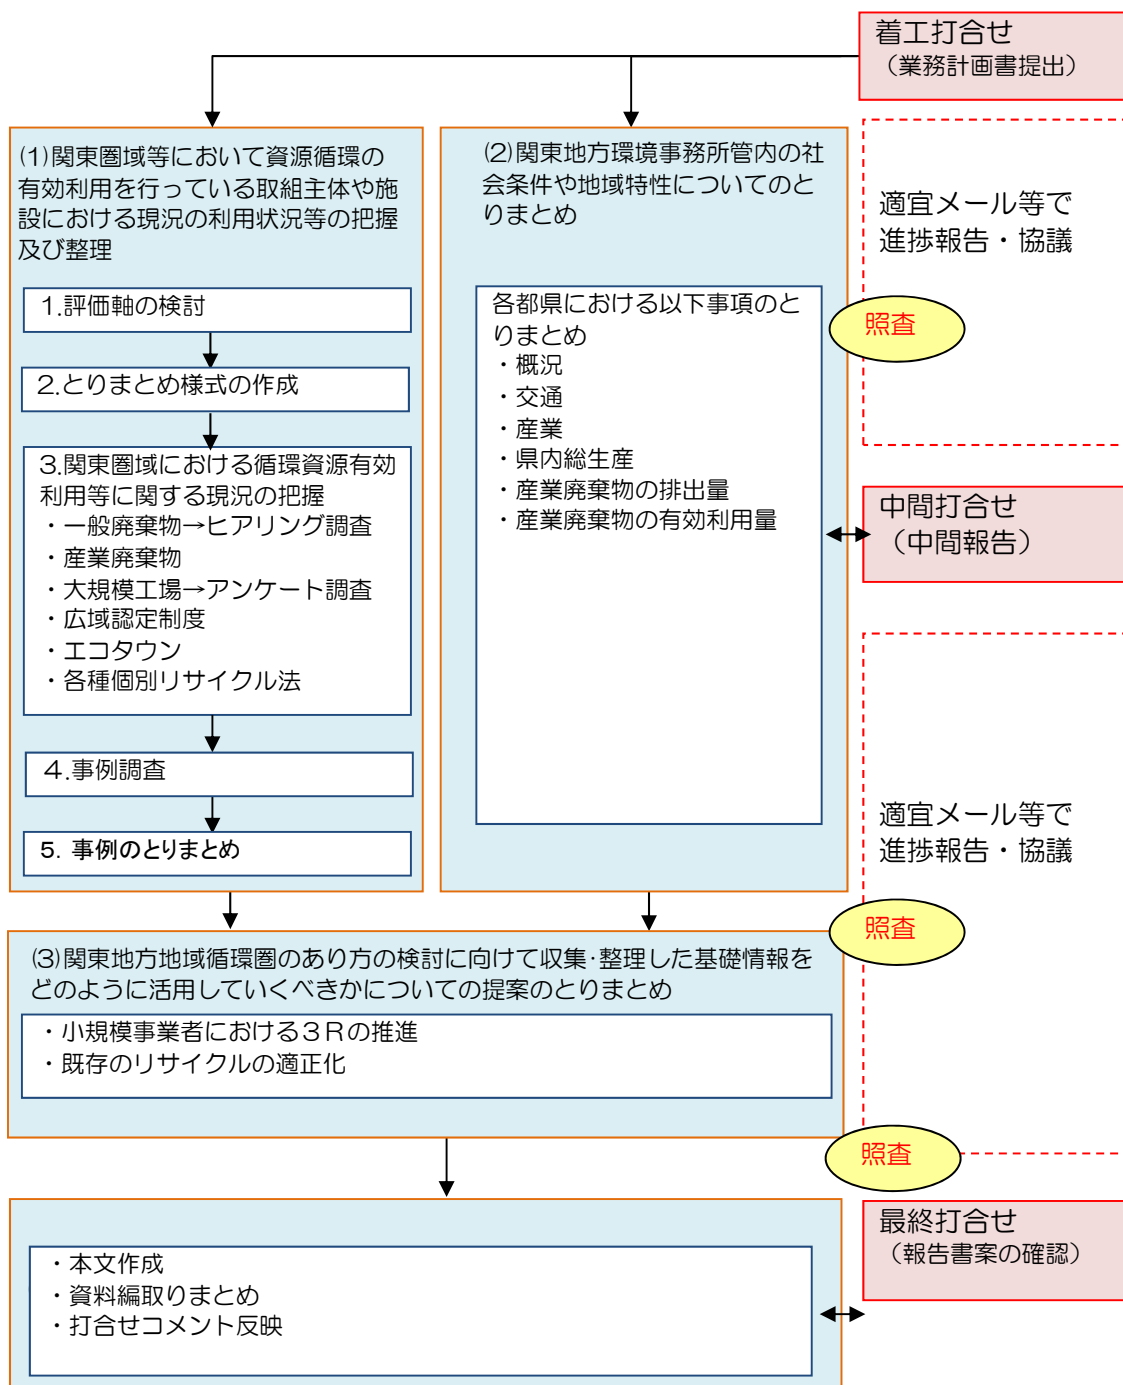 着工打合せ
（業務計画書提出）
(1)関東圏域等において資源循環の
有効利用を行っている取組主体や施
設における現況の利用状況等の把握
及び整理
１.評価軸の検討
２.とりまとめ様式の作成
３.関東圏域における循環資源有効
利用等に関する現況の把握
・一般廃棄物→ヒアリング調査
・産業廃棄物
・大規模工場→アンケート調査
・広域認定制度
・エコタウン
・各種個別リサイクル法
４.事例調査
５. 事例のとりまとめ
(2)関東地方環境事務所管内の社
会条件や地域特性についてのと
りまとめ
各都県における以下事項のと
りまとめ
・概況
・交通
・産業
・県内総生産
・産業廃棄物の排出量
・産業廃棄物の有効利用量
適宜メール等で
進捗報告・協議
照査
中間打合せ
（中間報告）
適宜メール等で
進捗報告・協議
照査
(3)関東地方地域循環圏のあり方の検討に向けて収集･整理した基礎情報を
どのように活用していくべきかについての提案のとりまとめ
・小規模事業者における３Ｒの推進
・既存のリサイクルの適正化
照査
最終打合せ
（報告書案の確認）
・本文作成
・資料編取りまとめ
・打合せコメント反映